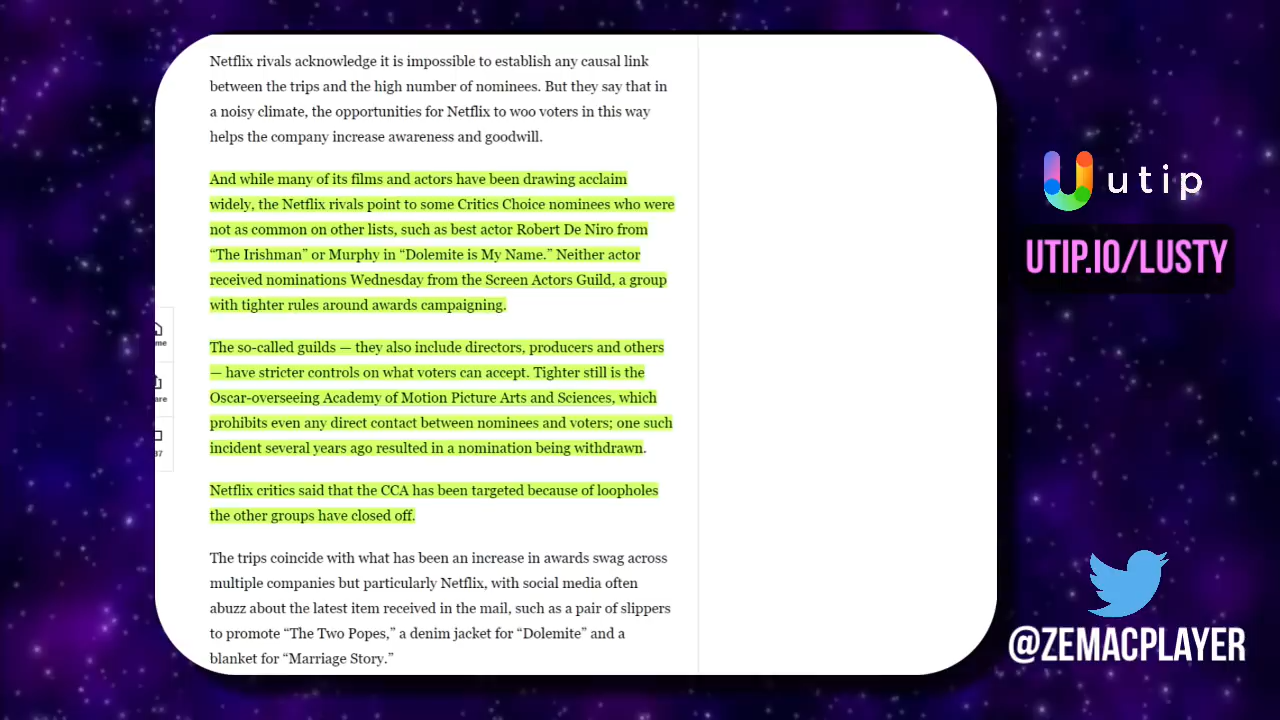 Netflix rivals acknowledge it is impossible to establish any causal link
between the trips and the high number of nominees. But they say that in
a noisy climate, the opportunities for Netflix to woo voters in this way
helps the company increase awareness and goodwill.
And while many of its films and actors have been drawing acclaim
widely, the Netflix rivals point to some Critics Choice nominees who were
not as common on other lists, such as best actor Robert De Niro from
“The Irishman” or Murphy in “Dolemite is My Name.” Neither actor
received nominations Wednesday from the Screen Actors Guild, a group
with tighter rules around awards campaigning.
The so-called guilds — they also include directors, producers and others
— have stricter controls on what voters can accept. Tighter still is the
Oscar-overseeing Academy of Motion Picture Arts and Sciences, which
prohibits even any direct contact between nominees and voters; one such
incident several years ago resulted in a nomination being withdrawn.
Netflix critics said that the CCA has been targeted because of loopholes
the other groups have closed off.
The trips coincide with what has been an increase in awards swag across
multiple companies but particularly Netflix, with social media often
abuzz about the latest item received in the mail, such as a pair of slippers
to promote “The Two Popes,” a denim jacket for “Dolemite” and a
blanket for “Marriage Story.”
me
are
37
utip
UTIP.IO/LUSTY
@ZEMACPLAYER